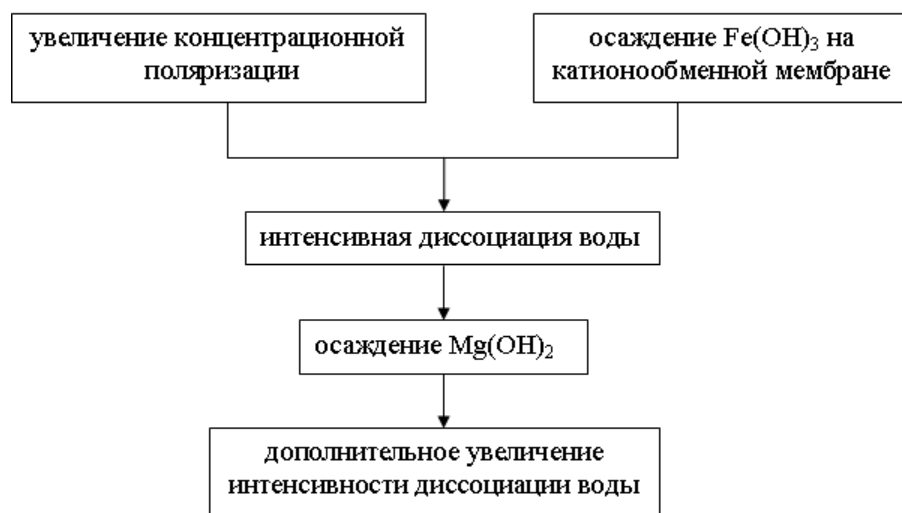 увеличение концентрационной
поляризации
осаждение Fe(OH)₃ на
катионообменной мембране
интенсивная диссоциация воды
осаждение Mg(OH)₂
дополнительное увеличение
интенсивности диссоциации воды